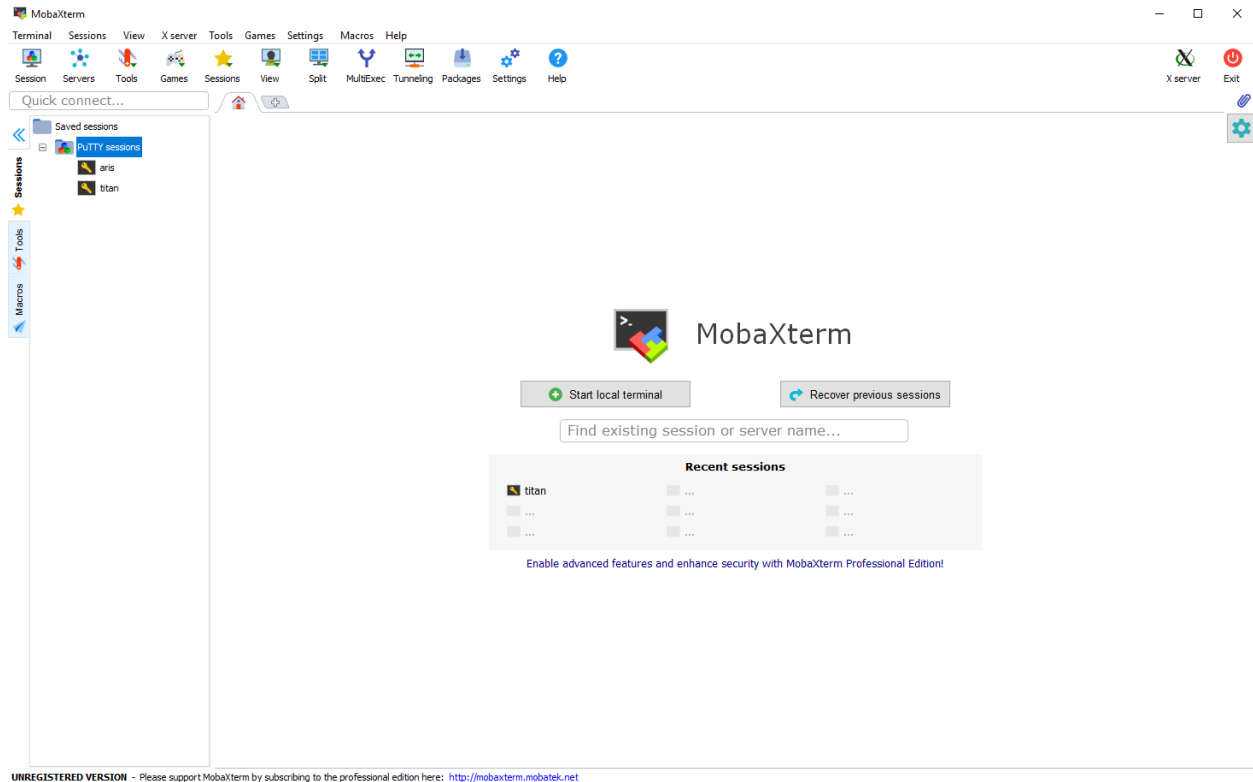 MobaXterm
Terminal Sessions View X server Tools Games Settings Macros Help
Session Servers Tools Games Sessions View Split MultiExec Tunneling Packages Settings Help X server Exit
Quick connect...
Saved sessions
PuTTY sessions
aris
titan
Sessions
Tools
Macros
>_
MobaXterm
Start local terminal Recover previous sessions
Find existing session or server name...
Recent sessions
titan ... ...
... ... ...
... ... ...
Enable advanced features and enhance security with MobaXterm Professional Edition!
UNREGISTERED VERSION - Please support MobaXterm by subscribing to the professional edition here: http://mobaxterm.mobatek.net